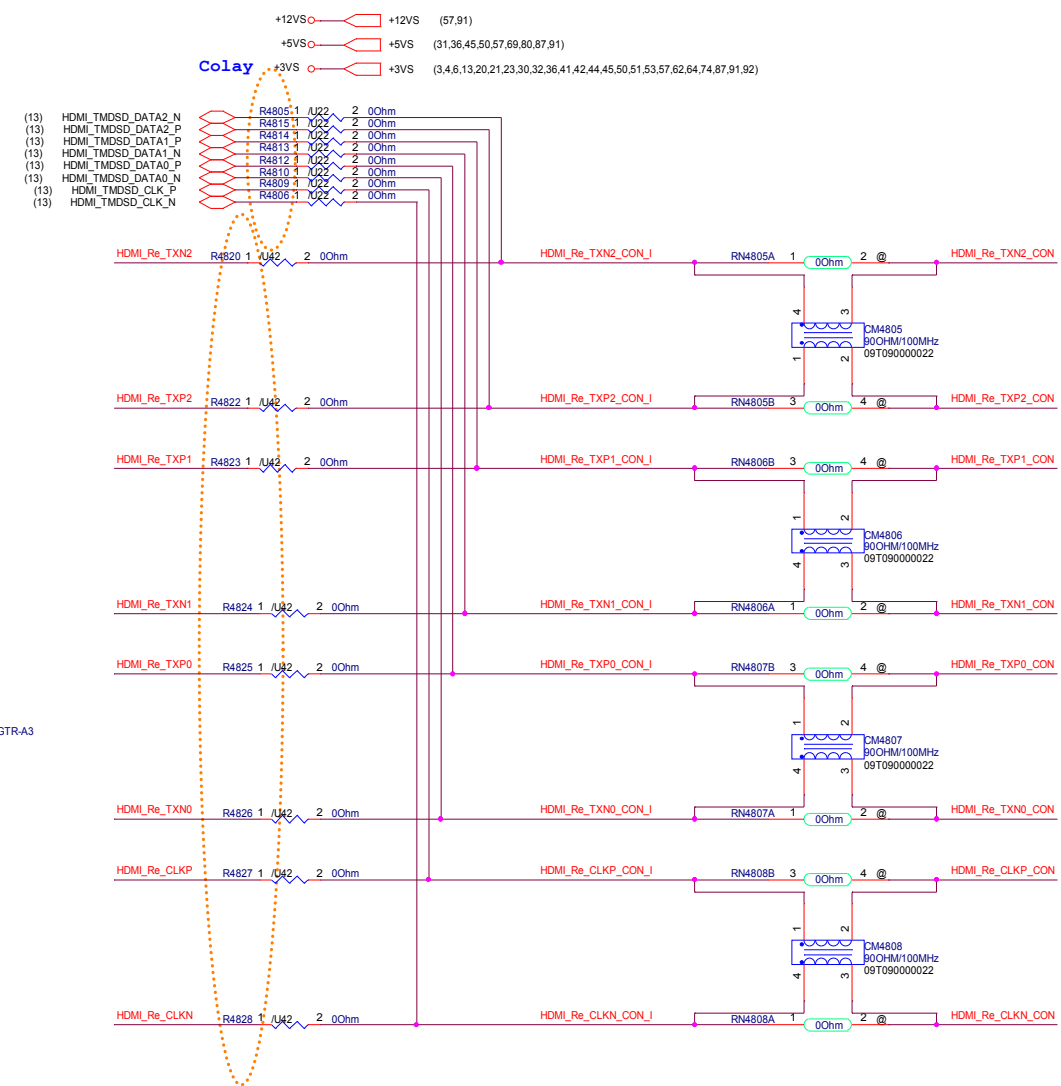 +12VS +12VS (57,91)
+5VS +5VS (31,36,45,50,57,69,80,87,91)
Colay +3VS +3VS (3,4,6,13,20,21,23,30,32,36,41,42,44,45,50,51,53,57,62,64,74,87,91,92)
(13) HDMI_TMDSD_DATA2_N R4805 1 /U22 2 0Ohm
(13) HDMI_TMDSD_DATA2_P R4815 1 /U22 2 0Ohm
(13) HDMI_TMDSD_DATA1_P R4814 1 /U22 2 0Ohm
(13) HDMI_TMDSD_DATA1_N R4813 1 /U22 2 0Ohm
(13) HDMI_TMDSD_DATA0_P R4812 1 /U22 2 0Ohm
(13) HDMI_TMDSD_DATA0_N R4810 1 /U22 2 0Ohm
(13) HDMI_TMDSD_CLK_P R4809 1 /U22 2 0Ohm
(13) HDMI_TMDSD_CLK_N R4806 1 /U22 2 0Ohm
HDMI_Re_TXN2 R4820 1 /U42 2 0Ohm HDMI_Re_TXN2_CON_I RN4805A 1 0Ohm 2 @ HDMI_Re_TXN2_CON
4 3
CM4805
90OHM/100MHz
09T090000022
1 2
HDMI_Re_TXP2 R4822 1 /U42 2 0Ohm HDMI_Re_TXP2_CON_I RN4805B 3 0Ohm 4 @ HDMI_Re_TXP2_CON
HDMI_Re_TXP1 R4823 1 /U42 2 0Ohm HDMI_Re_TXP1_CON_I RN4806B 3 0Ohm 4 @ HDMI_Re_TXP1_CON
1 2
CM4806
90OHM/100MHz
09T090000022
4 3
HDMI_Re_TXN1 R4824 1 /U42 2 0Ohm HDMI_Re_TXN1_CON_I RN4806A 1 0Ohm 2 @ HDMI_Re_TXN1_CON
HDMI_Re_TXP0 R4825 1 /U42 2 0Ohm HDMI_Re_TXP0_CON_I RN4807B 3 0Ohm 4 @ HDMI_Re_TXP0_CON
1 2
GTR-A3
CM4807
90OHM/100MHz
09T090000022
4 3
HDMI_Re_TXN0 R4826 1 /U42 2 0Ohm HDMI_Re_TXN0_CON_I RN4807A 1 0Ohm 2 @ HDMI_Re_TXN0_CON
HDMI_Re_CLKP R4827 1 /U42 2 0Ohm HDMI_Re_CLKP_CON_I RN4808B 3 0Ohm 4 @ HDMI_Re_CLKP_CON
1 2
CM4808
90OHM/100MHz
09T090000022
4 3
HDMI_Re_CLKN R4828 1 /U42 2 0Ohm HDMI_Re_CLKN_CON_I RN4808A 1 0Ohm 2 @ HDMI_Re_CLKN_CON